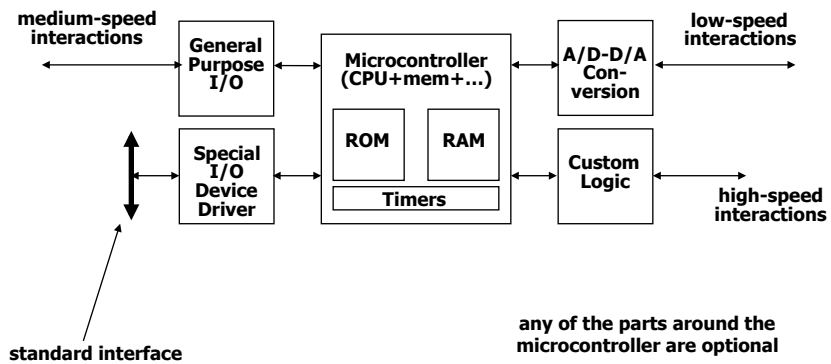 medium-speed
interactions
General
Purpose
I/O
Microcontroller
(CPU+mem+...)
A/D-D/A
Con-
version
low-speed
interactions
Special
I/O
Device
Driver
ROM
RAM
Timers
Custom
Logic
high-speed
interactions
standard interface
any of the parts around the
microcontroller are optional